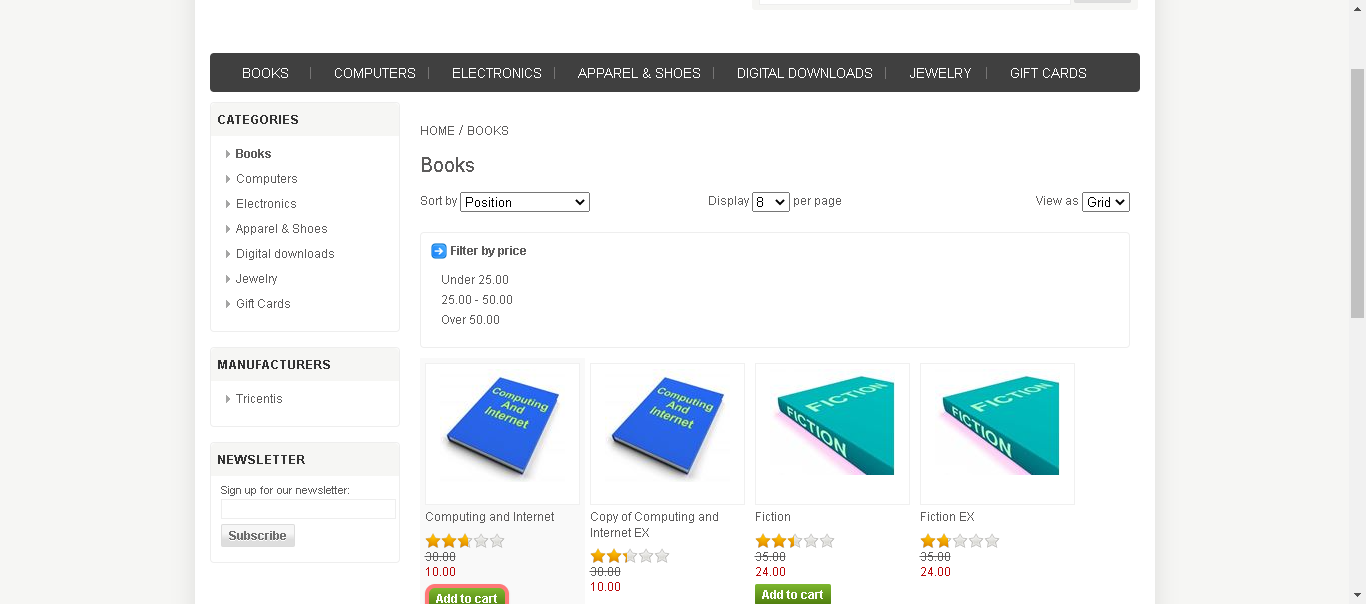 BOOKS COMPUTERS ELECTRONICS APPAREL & SHOES DIGITAL DOWNLOADS JEWELRY GIFT CARDS
CATEGORIES
Books
Computers
Electronics
Apparel & Shoes
Digital downloads
Jewelry
Gift Cards
MANUFACTURERS
Tricentis
NEWSLETTER
Sign up for our newsletter:
Subscribe
HOME / BOOKS
Books
Sort by Position Display 8 per page View as Grid
Filter by price
Under 25.00
25.00 - 50.00
Over 50.00
Computing
And
Internet
Computing and Internet
30.00
10.00
Add to cart
Computing
And
Internet
Copy of Computing and
Internet EX
30.00
10.00
FICTION
FICTION
Fiction
35.00
24.00
Add to cart
FICTION
FICTION
Fiction EX
35.00
24.00